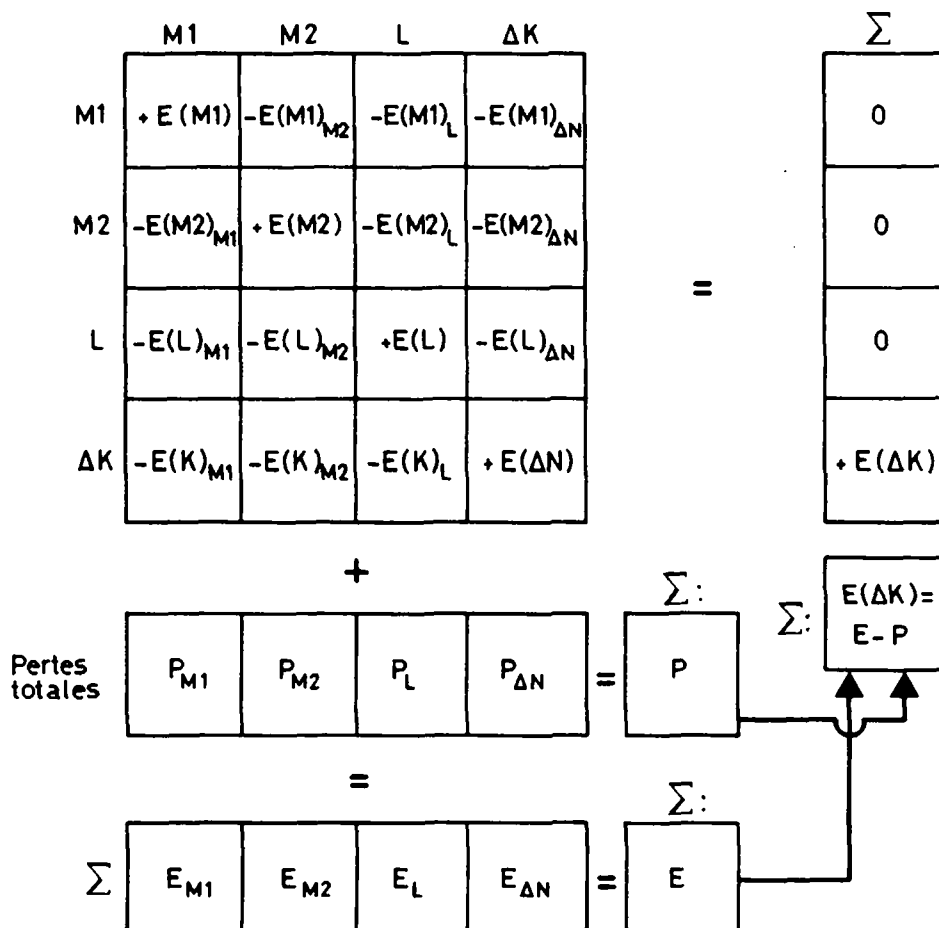 M1 M2 L ΔK Σ
M1 + E (M1) -E(M1)M2 -E(M1)L -E(M1)ΔN 0
M2 -E(M2)M1 + E(M2) -E(M2)L -E(M2)ΔN 0
=
L -E(L)M1 -E(L)M2 +E(L) -E(L)ΔN 0
ΔK -E(K)M1 -E(K)M2 -E(K)L + E(ΔN) + E(ΔK)
+
Σ:
Σ: E(ΔK)=
E-P
Pertes
totales
PM1 PM2 PL PΔN = P
=
Σ:
Σ EM1 EM2 EL EΔN = E